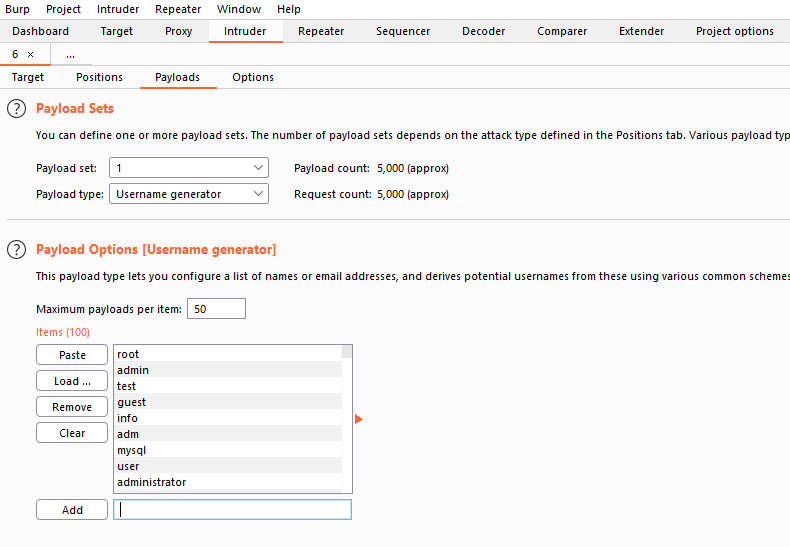 Burp Project Intruder Repeater Window Help
Dashboard Target Proxy Intruder Repeater Sequencer Decoder Comparer Extender Project options
6 × ...
Target Positions Payloads Options
? Payload Sets
You can define one or more payload sets. The number of payload sets depends on the attack type defined in the Positions tab. Various payload typ
Payload set: 1 Payload count: 5,000 (approx)
Payload type: Username generator Request count: 5,000 (approx)
? Payload Options [Username generator]
This payload type lets you configure a list of names or email addresses, and derives potential usernames from these using various common schemes
Maximum payloads per item: 50
Items (100)
Paste root
admin
Load ... test
guest
Remove info
adm
Clear mysql
user
administrator
Add